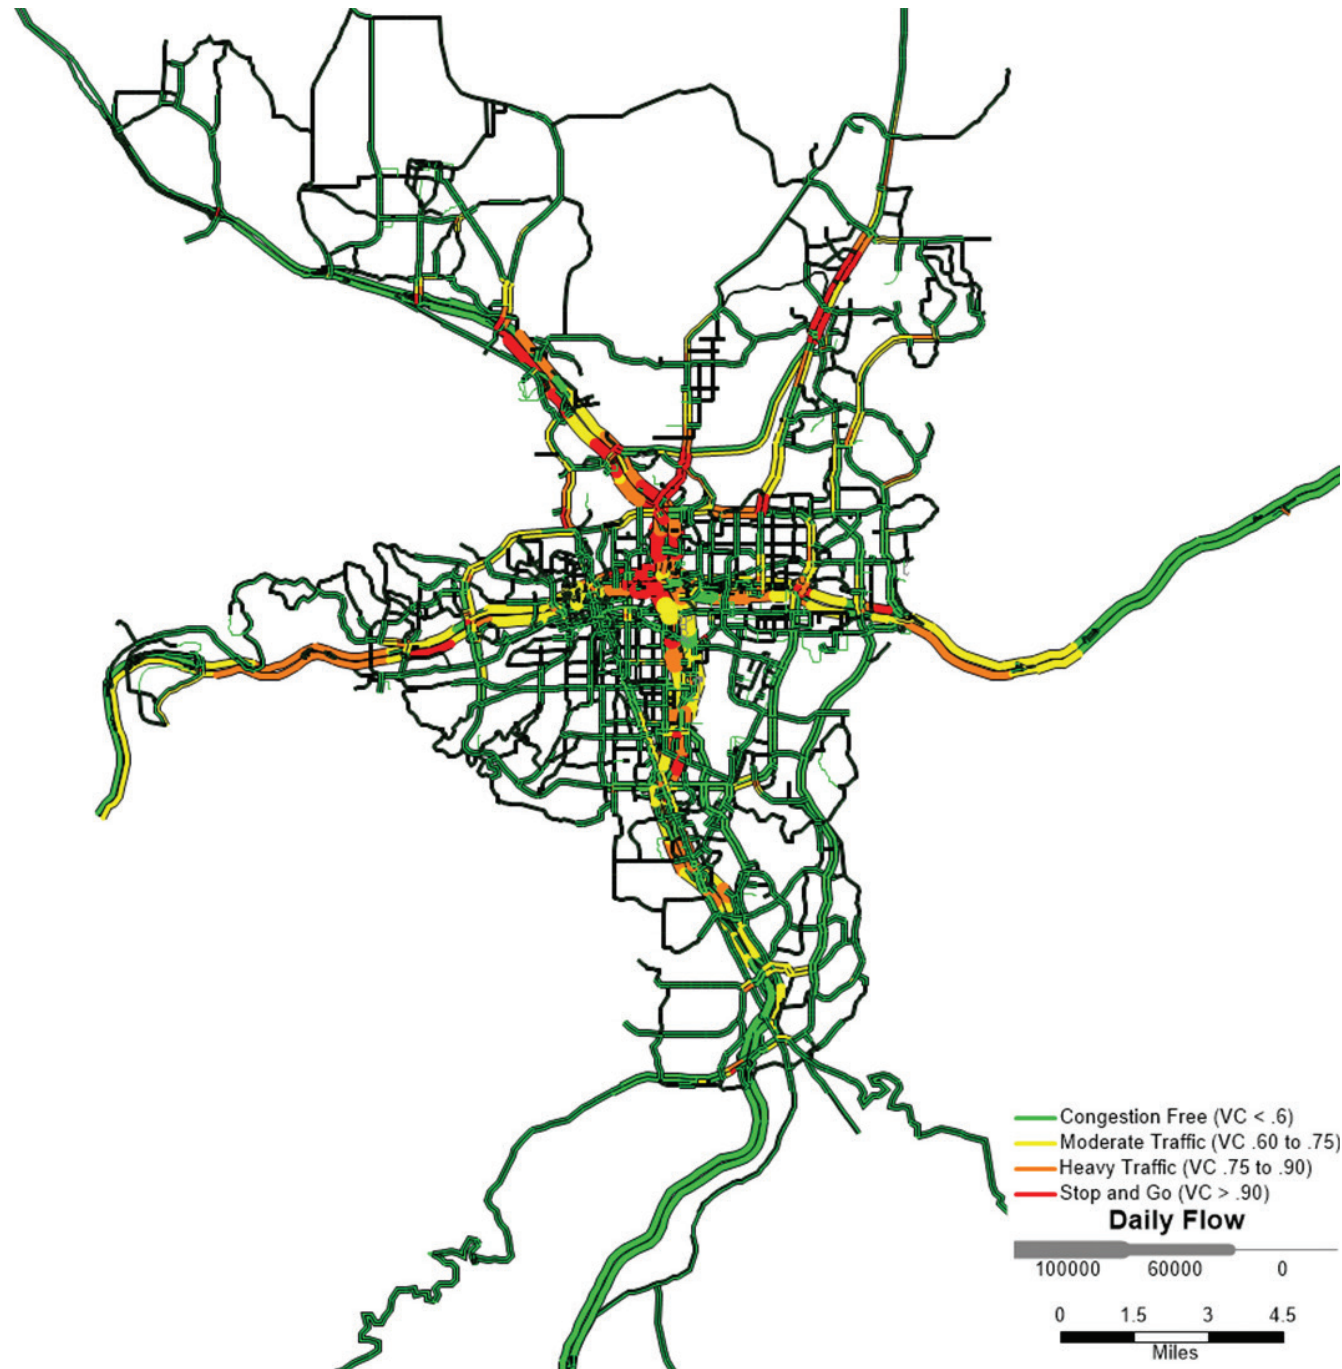 Congestion Free (VC < .6)
Moderate Traffic (VC .60 to .75)
Heavy Traffic (VC .75 to .90)
Stop and Go (VC > .90)
Daily Flow
100000 60000 0
0 1.5 3 4.5
Miles